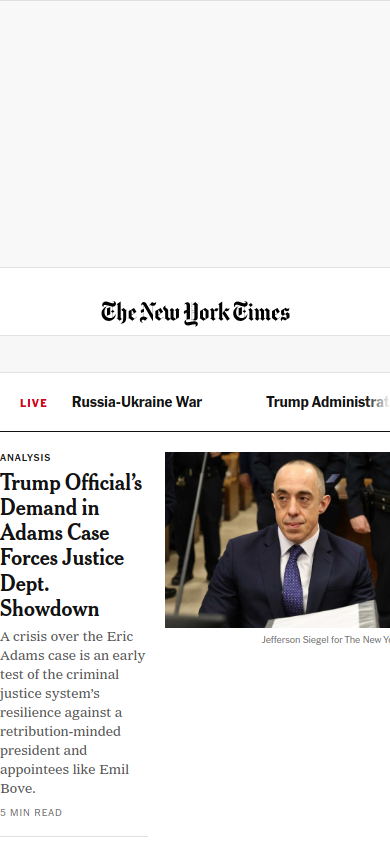 The New York Times
LIVE
Russia-Ukraine War
Trump Administrat
ANALYSIS
Trump Official's
Demand in
Adams Case
Forces Justice
Dept.
Showdown
A crisis over the Eric
Adams case is an early
test of the criminal
justice system's
resilience against a
retribution-minded
president and
appointees like Emil
Bove.
5 MIN READ
Jefferson Siegel for The New Y